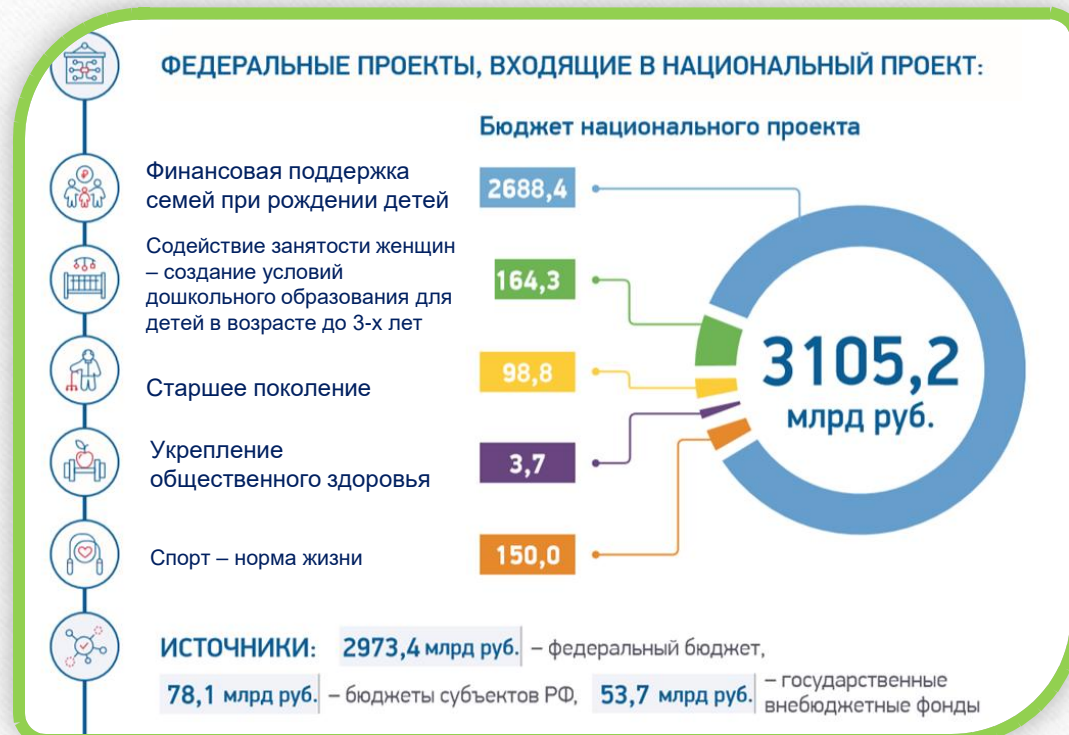 ФЕДЕРАЛЬНЫЕ ПРОЕКТЫ, ВХОДЯЩИЕ В НАЦИОНАЛЬНЫЙ ПРОЕКТ:
Бюджет национального проекта
Финансовая поддержка
семей при рождении детей
2688,4
Содействие занятости женщин
– создание условий
дошкольного образования для
детей в возрасте до 3-х лет
164,3
Старшее поколение
98,8
Укрепление
общественного здоровья
3,7
Спорт – норма жизни
150,0
3105,2
млрд руб.
ИСТОЧНИКИ: 2973,4 млрд руб. – федеральный бюджет,
78,1 млрд руб. – бюджеты субъектов РФ, 53,7 млрд руб. – государственные
внебюджетные фонды